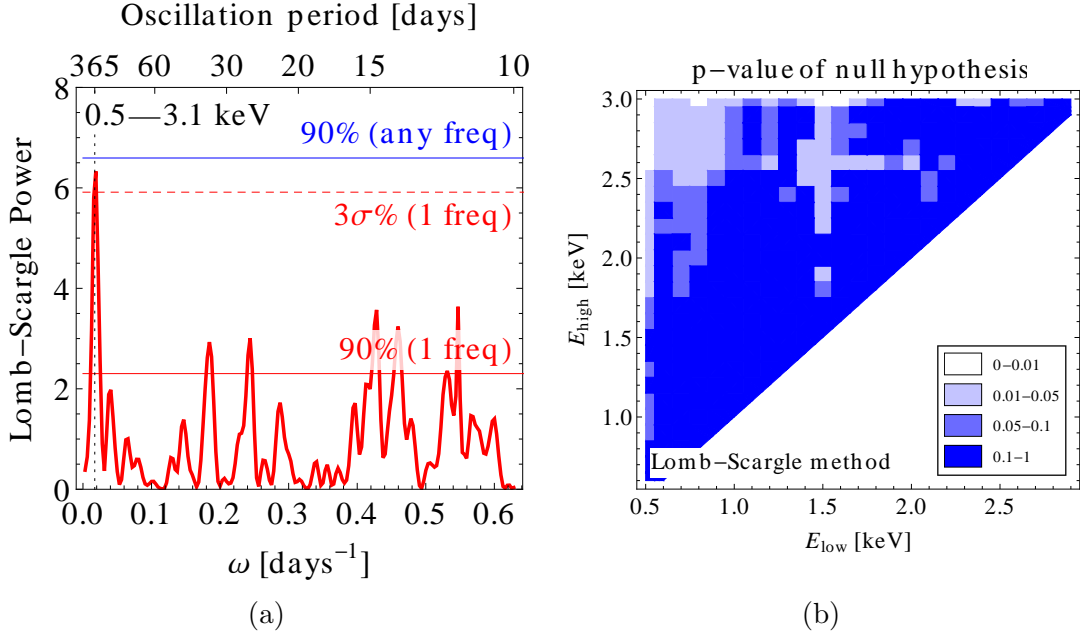 Oscillation period [days]
365 60 30 20 15 10
8
6
4
2
0
Lomb−Scargle Power
0.5—3.1 keV
90% (any freq)
3σ% (1 freq)
90% (1 freq)
0.0 0.1 0.2 0.3 0.4 0.5 0.6
ω [days⁻¹]
(a)
p-value of null hypothesis
3.0
2.5
2.0
1.5
1.0
E_high [keV]
0−0.01
0.01−0.05
0.05−0.1
0.1−1
Lomb−Scargle method
0.5 1.0 1.5 2.0 2.5
E_low [keV]
(b)